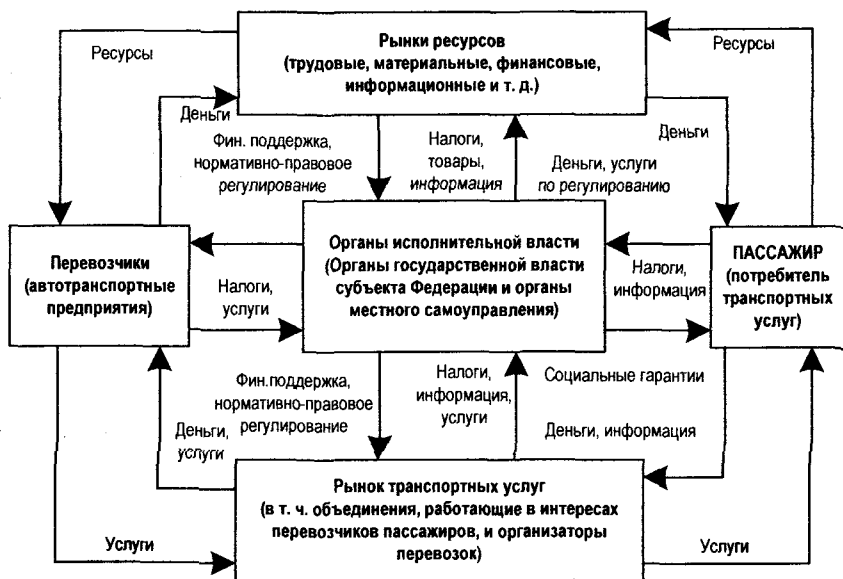 Рынки ресурсов
(трудовые, материальные, финансовые,
информационные и т. д.)
Ресурсы
Ресурсы
Деньги
Деньги
Фин. поддержка,
нормативно-правовое
регулирование
Налоги,
товары,
информация
Деньги, услуги
по регулированию
Перевозчики
(автотранспортные
предприятия)
Органы исполнительной власти
(Органы государственной власти
субъекта Федерации и органы
местного самоуправления)
ПАССАЖИР
(потребитель
транспортных
услуг)
Налоги,
услуги
Налоги,
информация
Фин.поддержка,
нормативно-правовое
регулирование
Налоги,
информация,
услуги
Социальные гарантии
Деньги,
услуги
Деньги, информация
Рынок транспортных услуг
(в т. ч. объединения, работающие в интересах
перевозчиков пассажиров, и организаторы
перевозок)
Услуги
Услуги